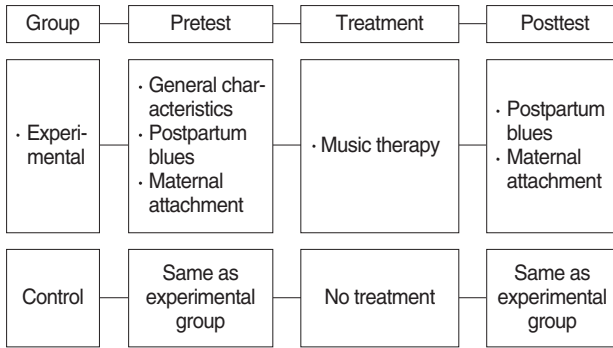 Group
Pretest
Treatment
Posttest
· Experi-
mental
· General char-
acteristics
· Postpartum
blues
· Maternal
attachment
· Music therapy
· Postpartum
blues
· Maternal
attachment
Control
Same as
experimental
group
No treatment
Same as
experimental
group